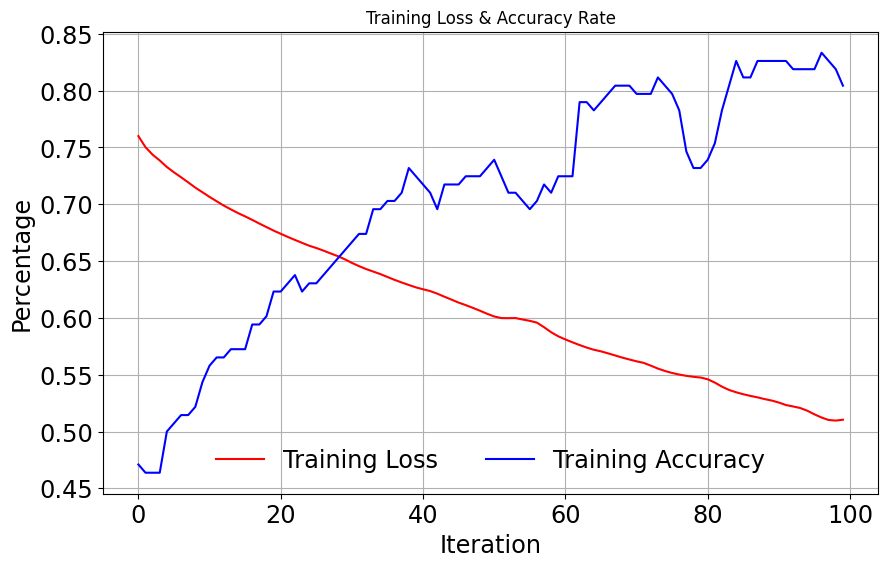 Training Loss & Accuracy Rate
0.85
0.80
0.75
0.70
0.65
0.60
0.55
0.50
0.45
Percentage
Training Loss Training Accuracy
0 20 40 60 80 100
Iteration